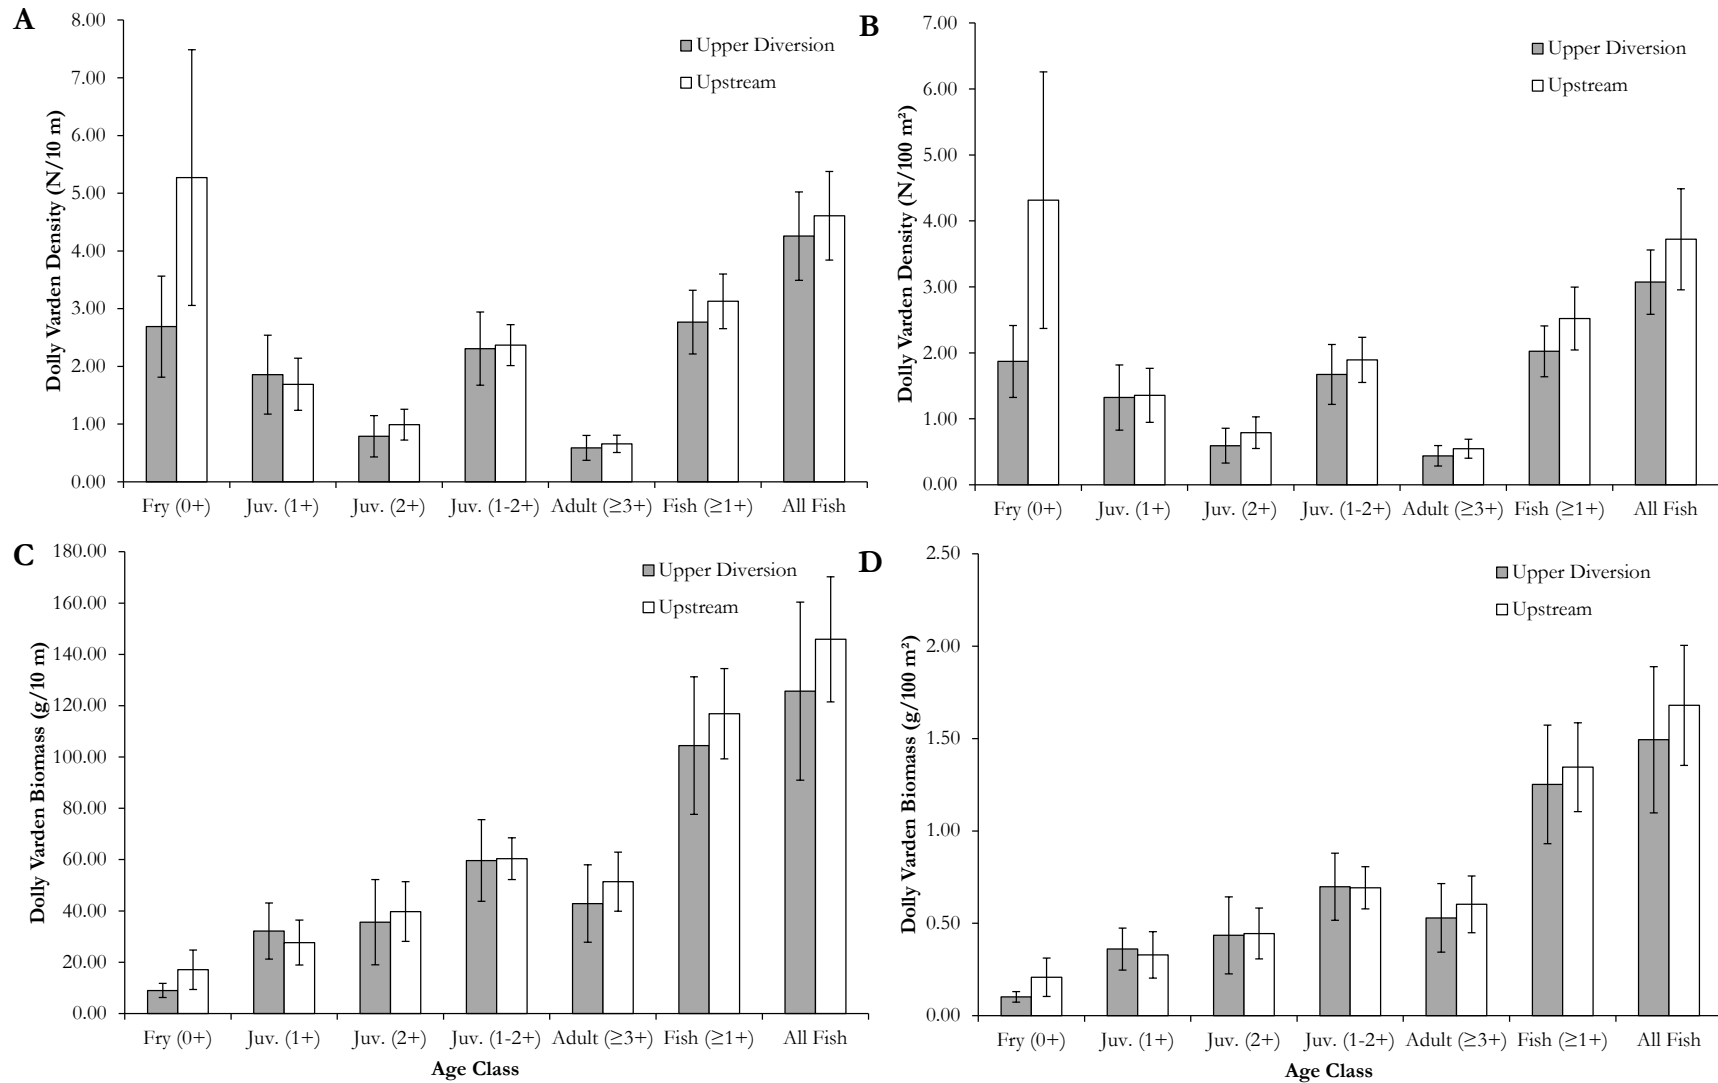 A
Dolly Varden Density (N/10 m)
8.00
7.00
6.00
5.00
4.00
3.00
2.00
1.00
0.00
Upper Diversion
Upstream
Fry (0+) Juv. (1+) Juv. (2+) Juv. (1-2+) Adult (≥3+) Fish (≥1+) All Fish
B
Dolly Varden Density (N/100 m²)
7.00
6.00
5.00
4.00
3.00
2.00
1.00
0.00
Upper Diversion
Upstream
Fry (0+) Juv. (1+) Juv. (2+) Juv. (1-2+) Adult (≥3+) Fish (≥1+) All Fish
C
Dolly Varden Biomass (g/10 m)
180.00
160.00
140.00
120.00
100.00
80.00
60.00
40.00
20.00
0.00
Upper Diversion
Upstream
Fry (0+) Juv. (1+) Juv. (2+) Juv. (1-2+) Adult (≥3+) Fish (≥1+) All Fish
Age Class
D
Dolly Varden Biomass (g/100 m²)
2.50
2.00
1.50
1.00
0.50
0.00
Upper Diversion
Upstream
Fry (0+) Juv. (1+) Juv. (2+) Juv. (1-2+) Adult (≥3+) Fish (≥1+) All Fish
Age Class